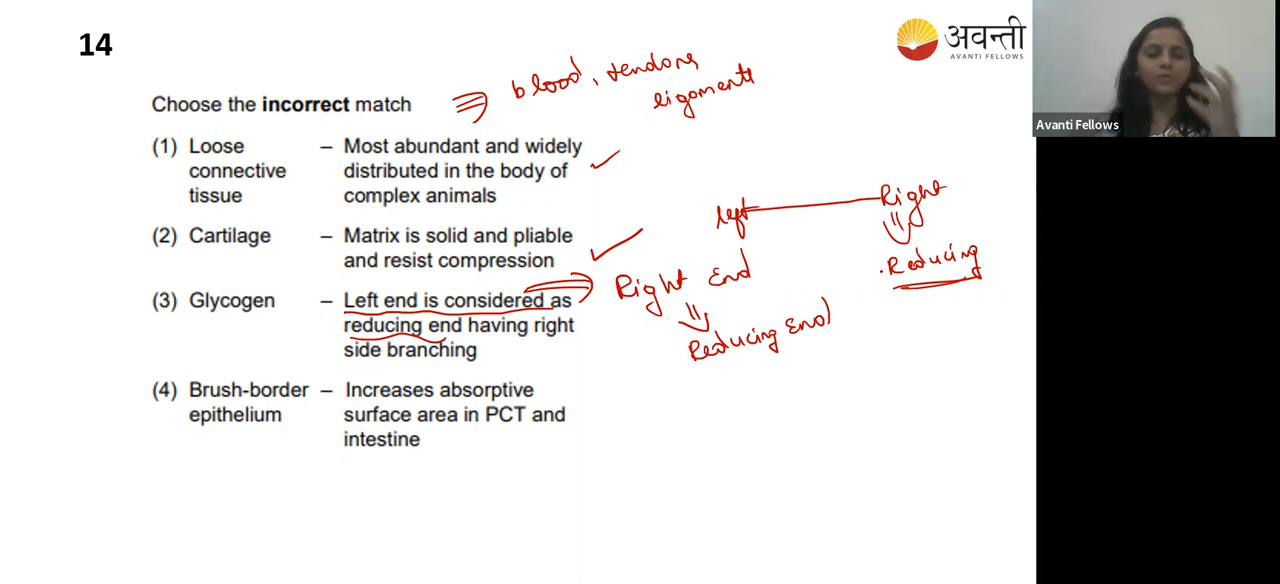 14
अवन्ती
AVANTI FELLOWS
Avanti Fellows
blood, tendons
ligaments
Choose the incorrect match
(1) Loose connective tissue – Most abundant and widely distributed in the body of complex animals
(2) Cartilage – Matrix is solid and pliable and resist compression
(3) Glycogen – Left end is considered as reducing end having right side branching
(4) Brush-border epithelium – Increases absorptive surface area in PCT and intestine
left
Right
Reducing
Right End
Reducing End